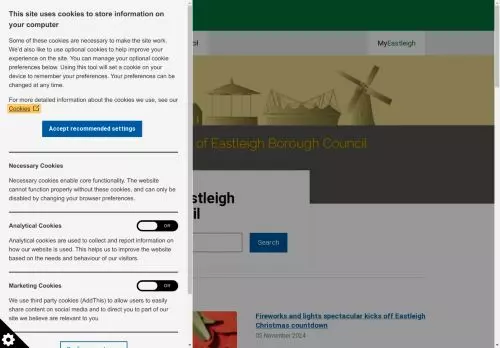 This site uses cookies to store information on
your computer
Some of these cookies are necessary to make the site work.
We'd also like to use optional cookies to help improve your
experience on the site. You can manage your optional cookie
preferences below. Using this tool will set a cookie on your
device to remember your preferences. Your preferences can be
changed at any time.
For more detailed information about the cookies we use, see our
Cookies
Accept recommended settings
Necessary Cookies
Necessary cookies enable core functionality. The website
cannot function properly without these cookies, and can only be
disabled by changing your browser preferences.
Analytical Cookies
Off
Analytical cookies are used to collect and report information on
how our website is used. This helps us to improve the website
based on the needs and behaviour of our visitors.
Marketing Cookies
Off
We use third party cookies (AddThis) to allow users to easily
share content on social media and to direct you to part of our
site we believe are relevant to you.
MyEastleigh
of Eastleigh Borough Council
astleigh
il
Search
Fireworks and lights spectacular kicks off Eastleigh
Christmas countdown
05 November 2024